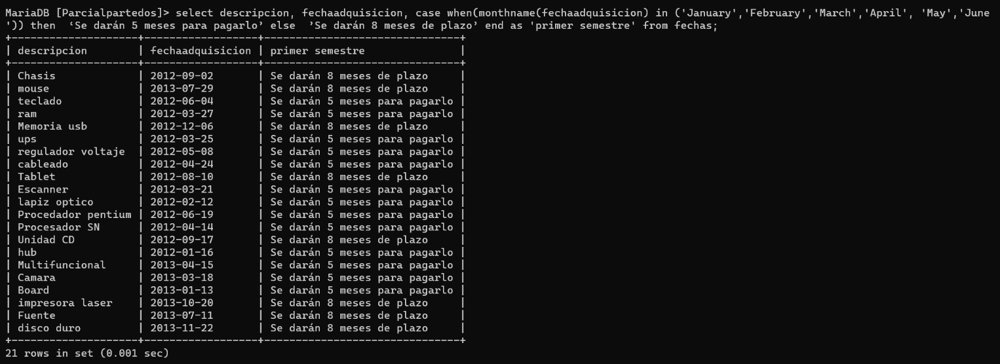 MariaDB [Parcialpartedos]> select descripcion, fechaadquisicion, case when(monthname(fechaadquisicion) in ('January','February','March','April', 'May','June
')) then  ‘Se darán 5 meses para pagarlo’ else  ’Se darán 8 meses de plazo’ end as 'primer semestre' from fechas;
+--------------------+------------------+-------------------------------+
| descripcion        | fechaadquisicion | primer semestre               |
+--------------------+------------------+-------------------------------+
| Chasis             | 2012-09-02       | Se darán 8 meses de plazo     |
| mouse              | 2013-07-29       | Se darán 8 meses de plazo     |
| teclado            | 2012-06-04       | Se darán 5 meses para pagarlo |
| ram                | 2012-03-27       | Se darán 5 meses para pagarlo |
| Memoria usb        | 2012-12-06       | Se darán 8 meses de plazo     |
| ups                | 2012-03-25       | Se darán 5 meses para pagarlo |
| regulador voltaje  | 2012-05-08       | Se darán 5 meses para pagarlo |
| cableado           | 2012-04-24       | Se darán 5 meses para pagarlo |
| Tablet             | 2012-08-10       | Se darán 8 meses de plazo     |
| Escanner           | 2012-03-21       | Se darán 5 meses para pagarlo |
| lapiz optico       | 2012-02-12       | Se darán 5 meses para pagarlo |
| Procedador pentium | 2012-06-19       | Se darán 5 meses para pagarlo |
| Procesador SN      | 2012-04-14       | Se darán 5 meses para pagarlo |
| Unidad CD          | 2012-09-17       | Se darán 8 meses de plazo     |
| hub                | 2012-01-16       | Se darán 5 meses para pagarlo |
| Multifuncional     | 2013-04-15       | Se darán 5 meses para pagarlo |
| Camara             | 2013-03-18       | Se darán 5 meses para pagarlo |
| Board              | 2013-01-13       | Se darán 5 meses para pagarlo |
| impresora laser    | 2013-10-20       | Se darán 8 meses de plazo     |
| Fuente             | 2013-07-11       | Se darán 8 meses de plazo     |
| disco duro         | 2013-11-22       | Se darán 8 meses de plazo     |
+--------------------+------------------+-------------------------------+
21 rows in set (0.001 sec)